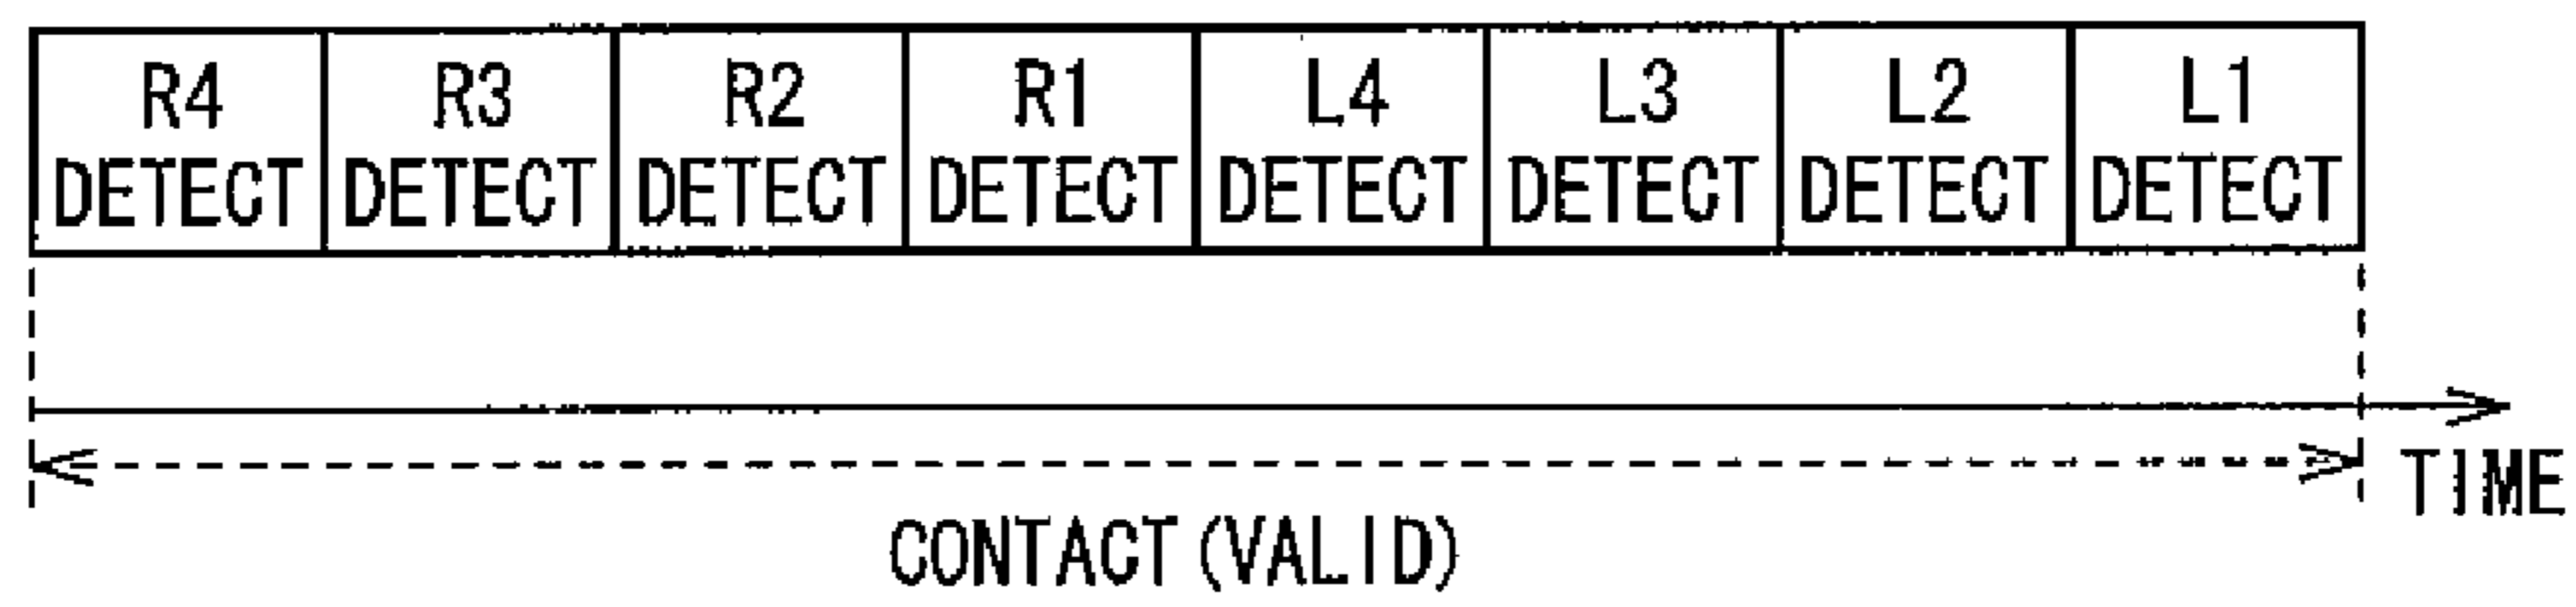 R4 R3 R2 R1 L4 L3 L2 L1
DETECT DETECT DETECT DETECT DETECT DETECT DETECT DETECT
TIME
CONTACT (VALID)